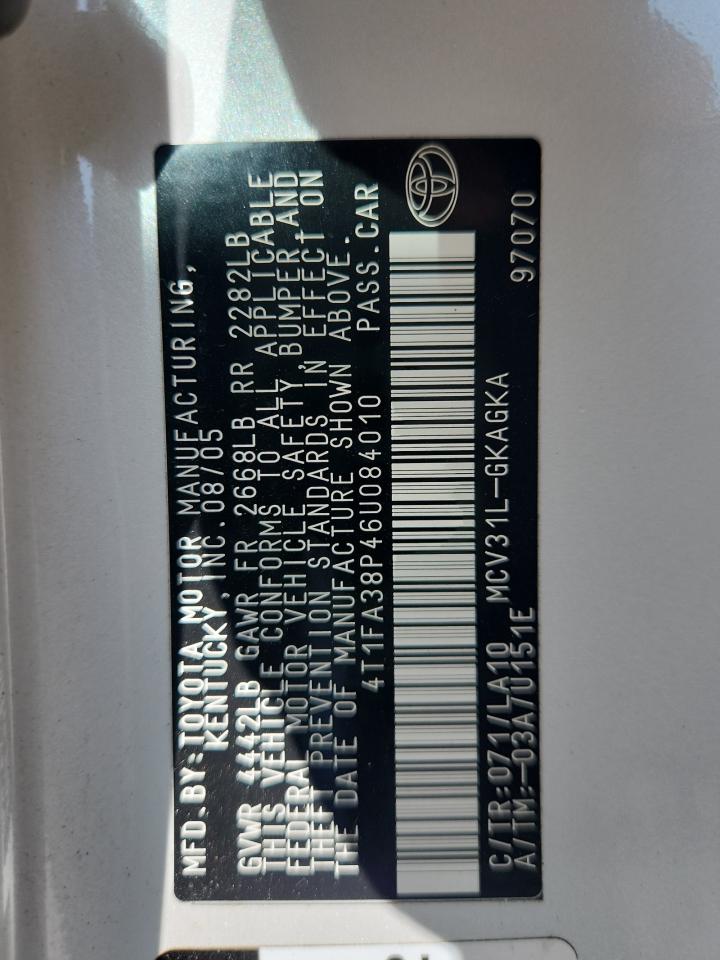 MFD.BY:TOYOTA MOTOR MANUFACTURING,
KENTUCKY, INC. 08/05
GVWR 4442LB GAWR FR 2668LB RR 2282LB
THIS VEHICLE CONFORMS TO ALL APPLICABLE
FEDERAL MOTOR VEHICLE SAFETY, BUMPER, AND
THEFT PREVENTION STANDARDS IN EFFECT ON
THE DATE OF MANUFACTURE SHOWN ABOVE.
4T1FA38P46U084010 PASS.CAR
C/TR:071/LA10 MCV31L-GKAGKA
A/TM:-03A/U151E 97070